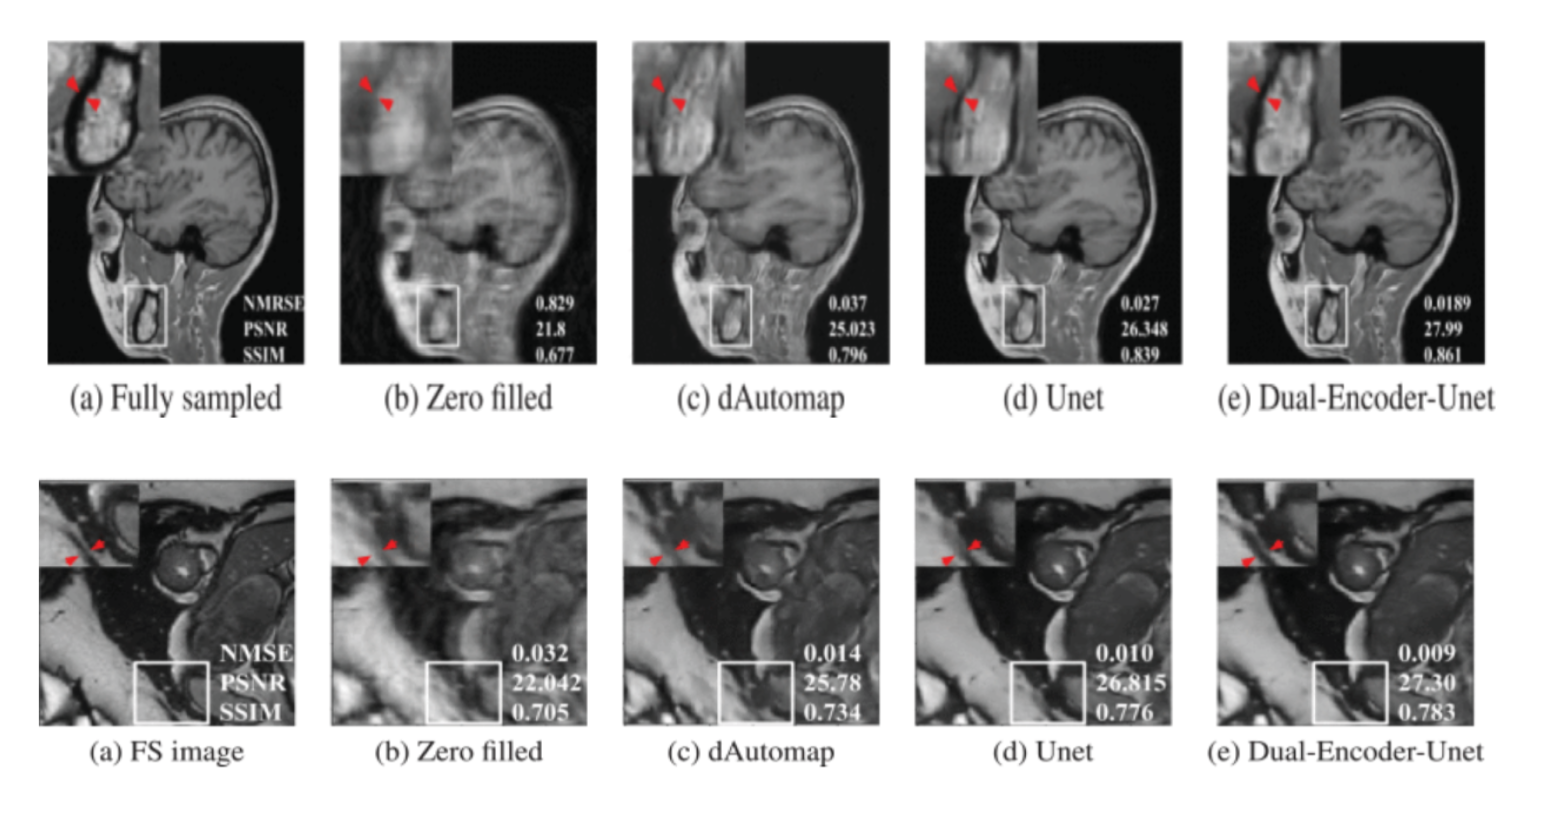 NMRSE
PSNR
SSIM
0.829
21.8
0.677
0.037
25.023
0.796
0.027
26.348
0.839
0.0189
27.99
0.861
(a) Fully sampled
(b) Zero filled
(c) dAutomap
(d) Unet
(e) Dual-Encoder-Unet
NMSE
PSNR
SSIM
0.032
22.042
0.705
0.014
25.78
0.734
0.010
26.815
0.776
0.009
27.30
0.783
(a) FS image
(b) Zero filled
(c) dAutomap
(d) Unet
(e) Dual-Encoder-Unet